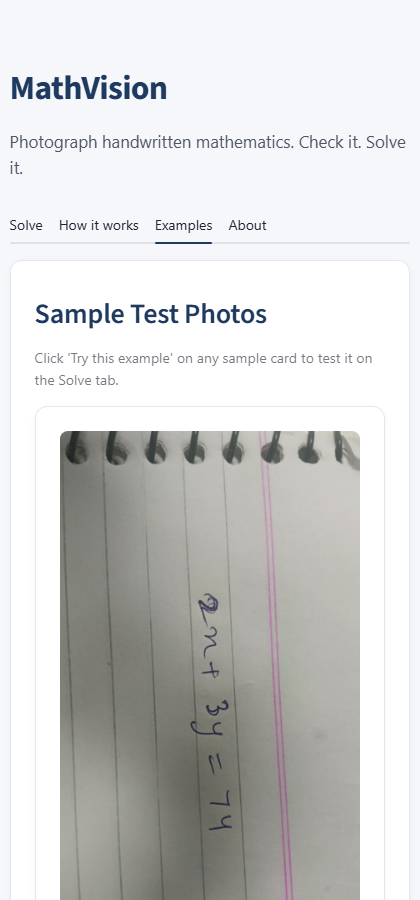 MathVision
Photograph handwritten mathematics. Check it. Solve
it.
Solve How it works Examples About
Sample Test Photos
Click 'Try this example' on any sample card to test it on
the Solve tab.
2x + 3y = 74